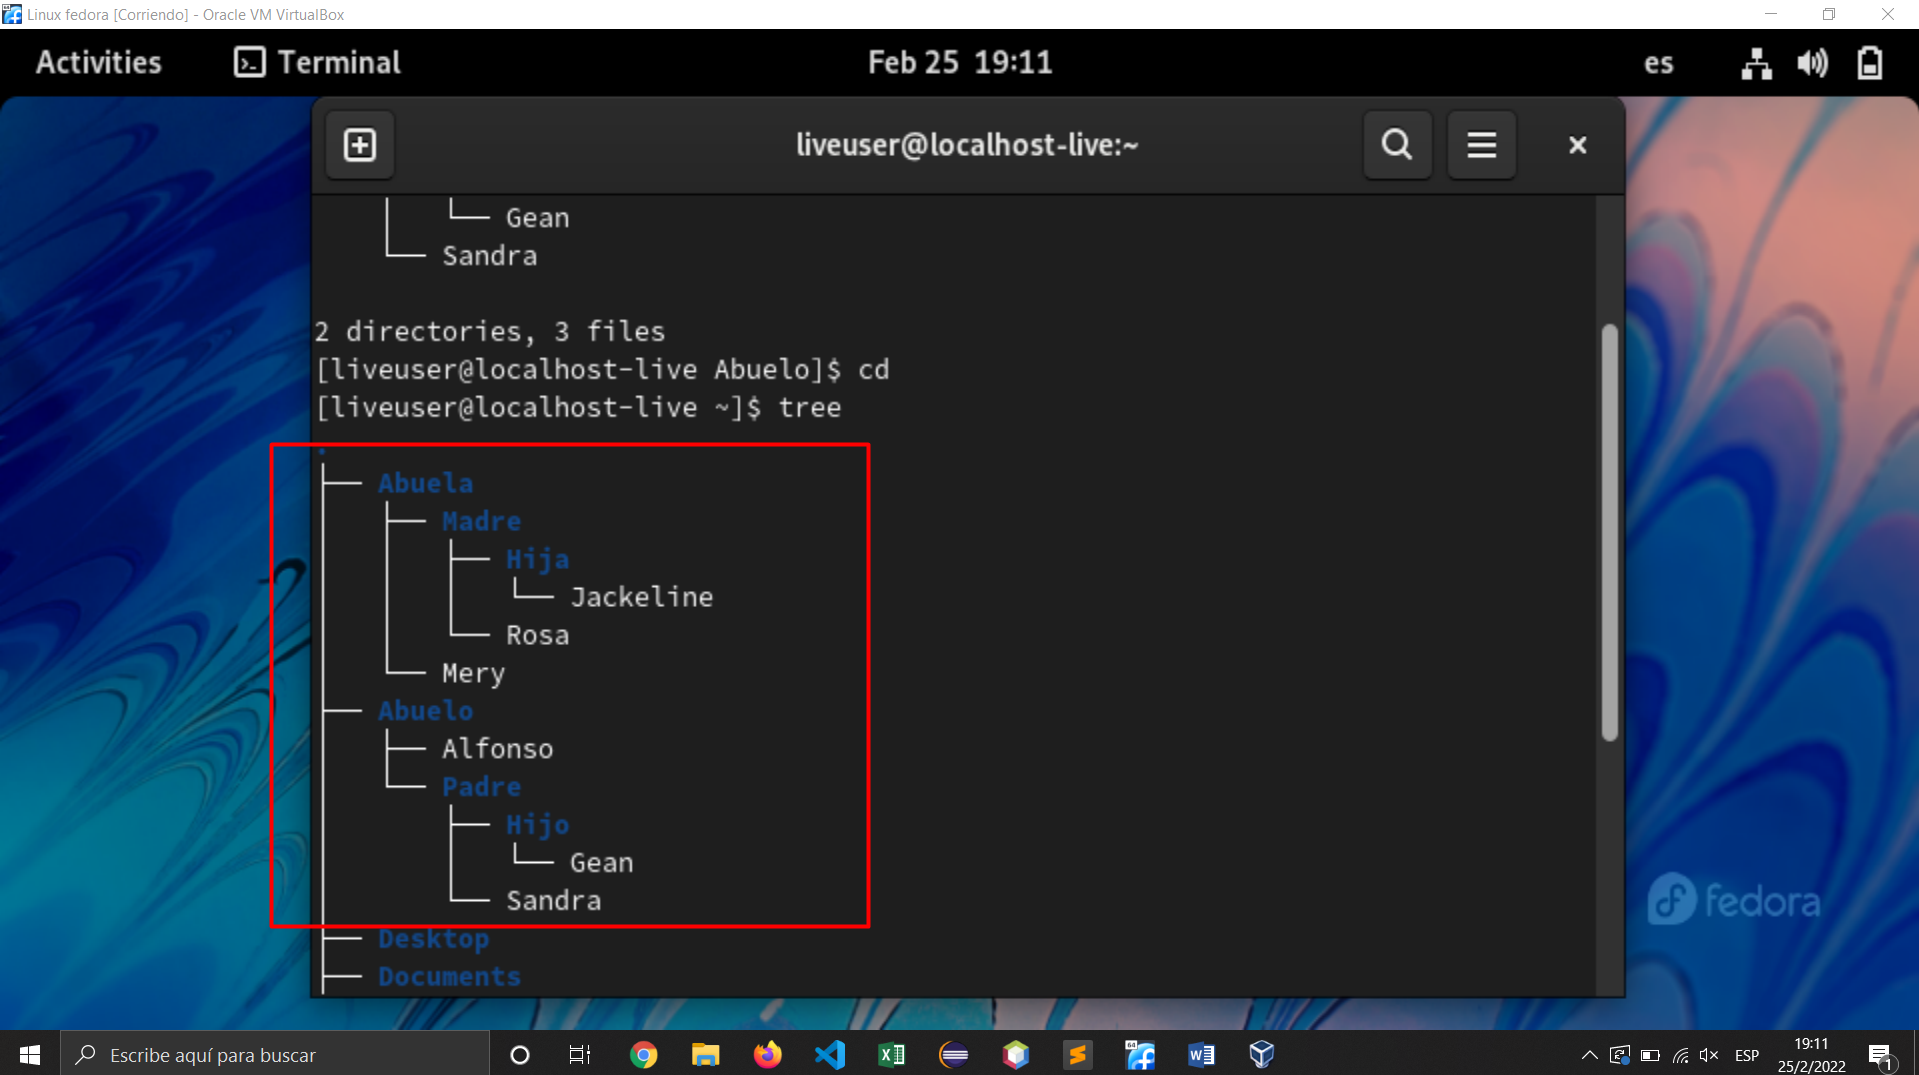 Linux fedora [Corriendo] - Oracle VM VirtualBox
Activities Terminal Feb 25 19:11 es
liveuser@localhost-live:~
└── Gean
└── Sandra
2 directories, 3 files
[liveuser@localhost-live Abuelo]$ cd
[liveuser@localhost-live ~]$ tree
.
├── Abuela
│   ├── Madre
│   │   ├── Hija
│   │   │   └── Jackeline
│   │   └── Rosa
│   └── Mery
├── Abuelo
│   ├── Alfonso
│   └── Padre
│       ├── Hijo
│       │   └── Gean
│       └── Sandra
├── Desktop
├── Documents
fedora
Escribe aquí para buscar
64
ESP
19:11
25/2/2022
1